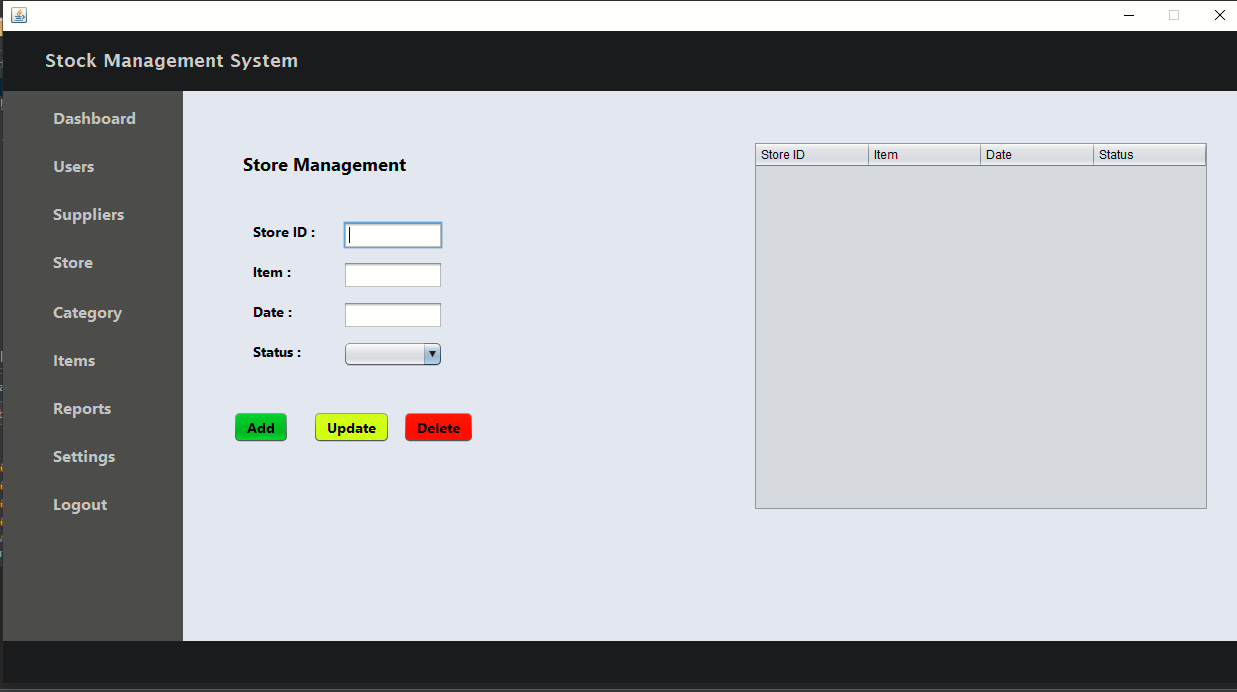 Stock Management System
Dashboard
Users
Suppliers
Store
Category
Items
Reports
Settings
Logout
Store Management
Store ID :
Item :
Date :
Status :
Add Update Delete
Store ID Item Date Status